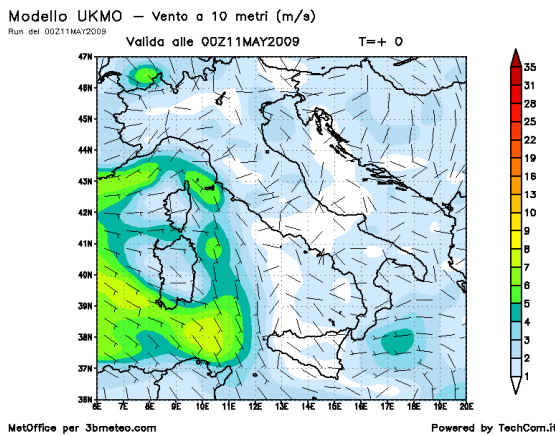 Modello UKMO - Vento a 10 metri (m/s)
Run del 00Z11MAY2009
Valida alle 00Z11MAY2009 T=+ 0
47N
46N
45N
44N
43N
42N
41N
40N
39N
38N
37N
36N
6E 7E 8E 9E 10E 11E 12E 13E 14E 15E 16E 17E 18E 19E 20E
35
31
28
25
22
19
16
13
10
9
8
7
6
5
4
3
2
1
MetOffice per 3bmeteo.com
Powered by TechCom.it